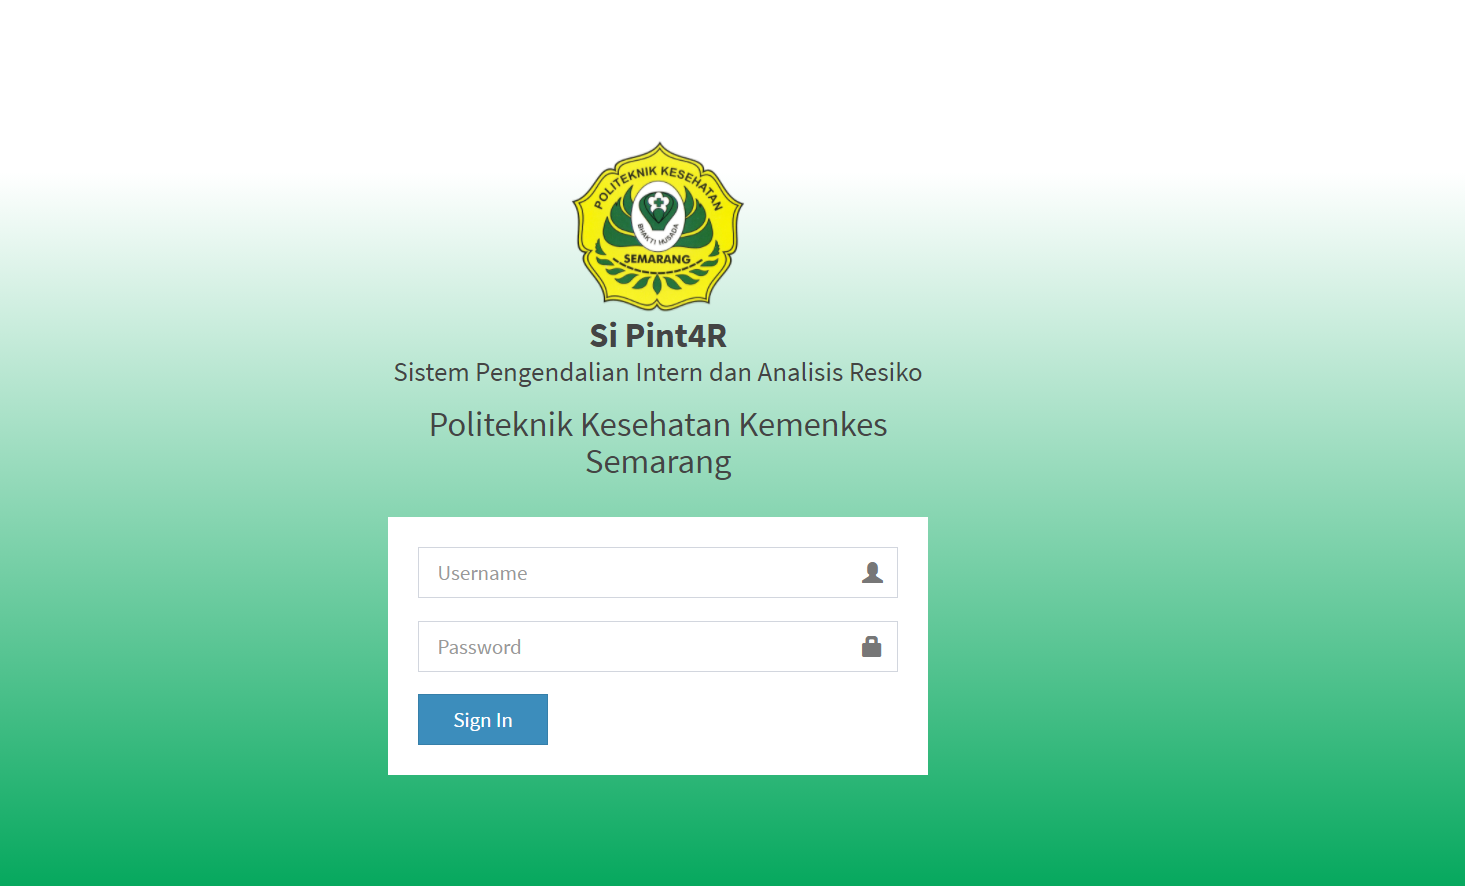 POLITEKNIK KESEHATAN
BHAKTI HUSADA
SEMARANG
Si Pint4R
Sistem Pengendalian Intern dan Analisis Resiko
Politeknik Kesehatan Kemenkes
Semarang
Username
Password
Sign In